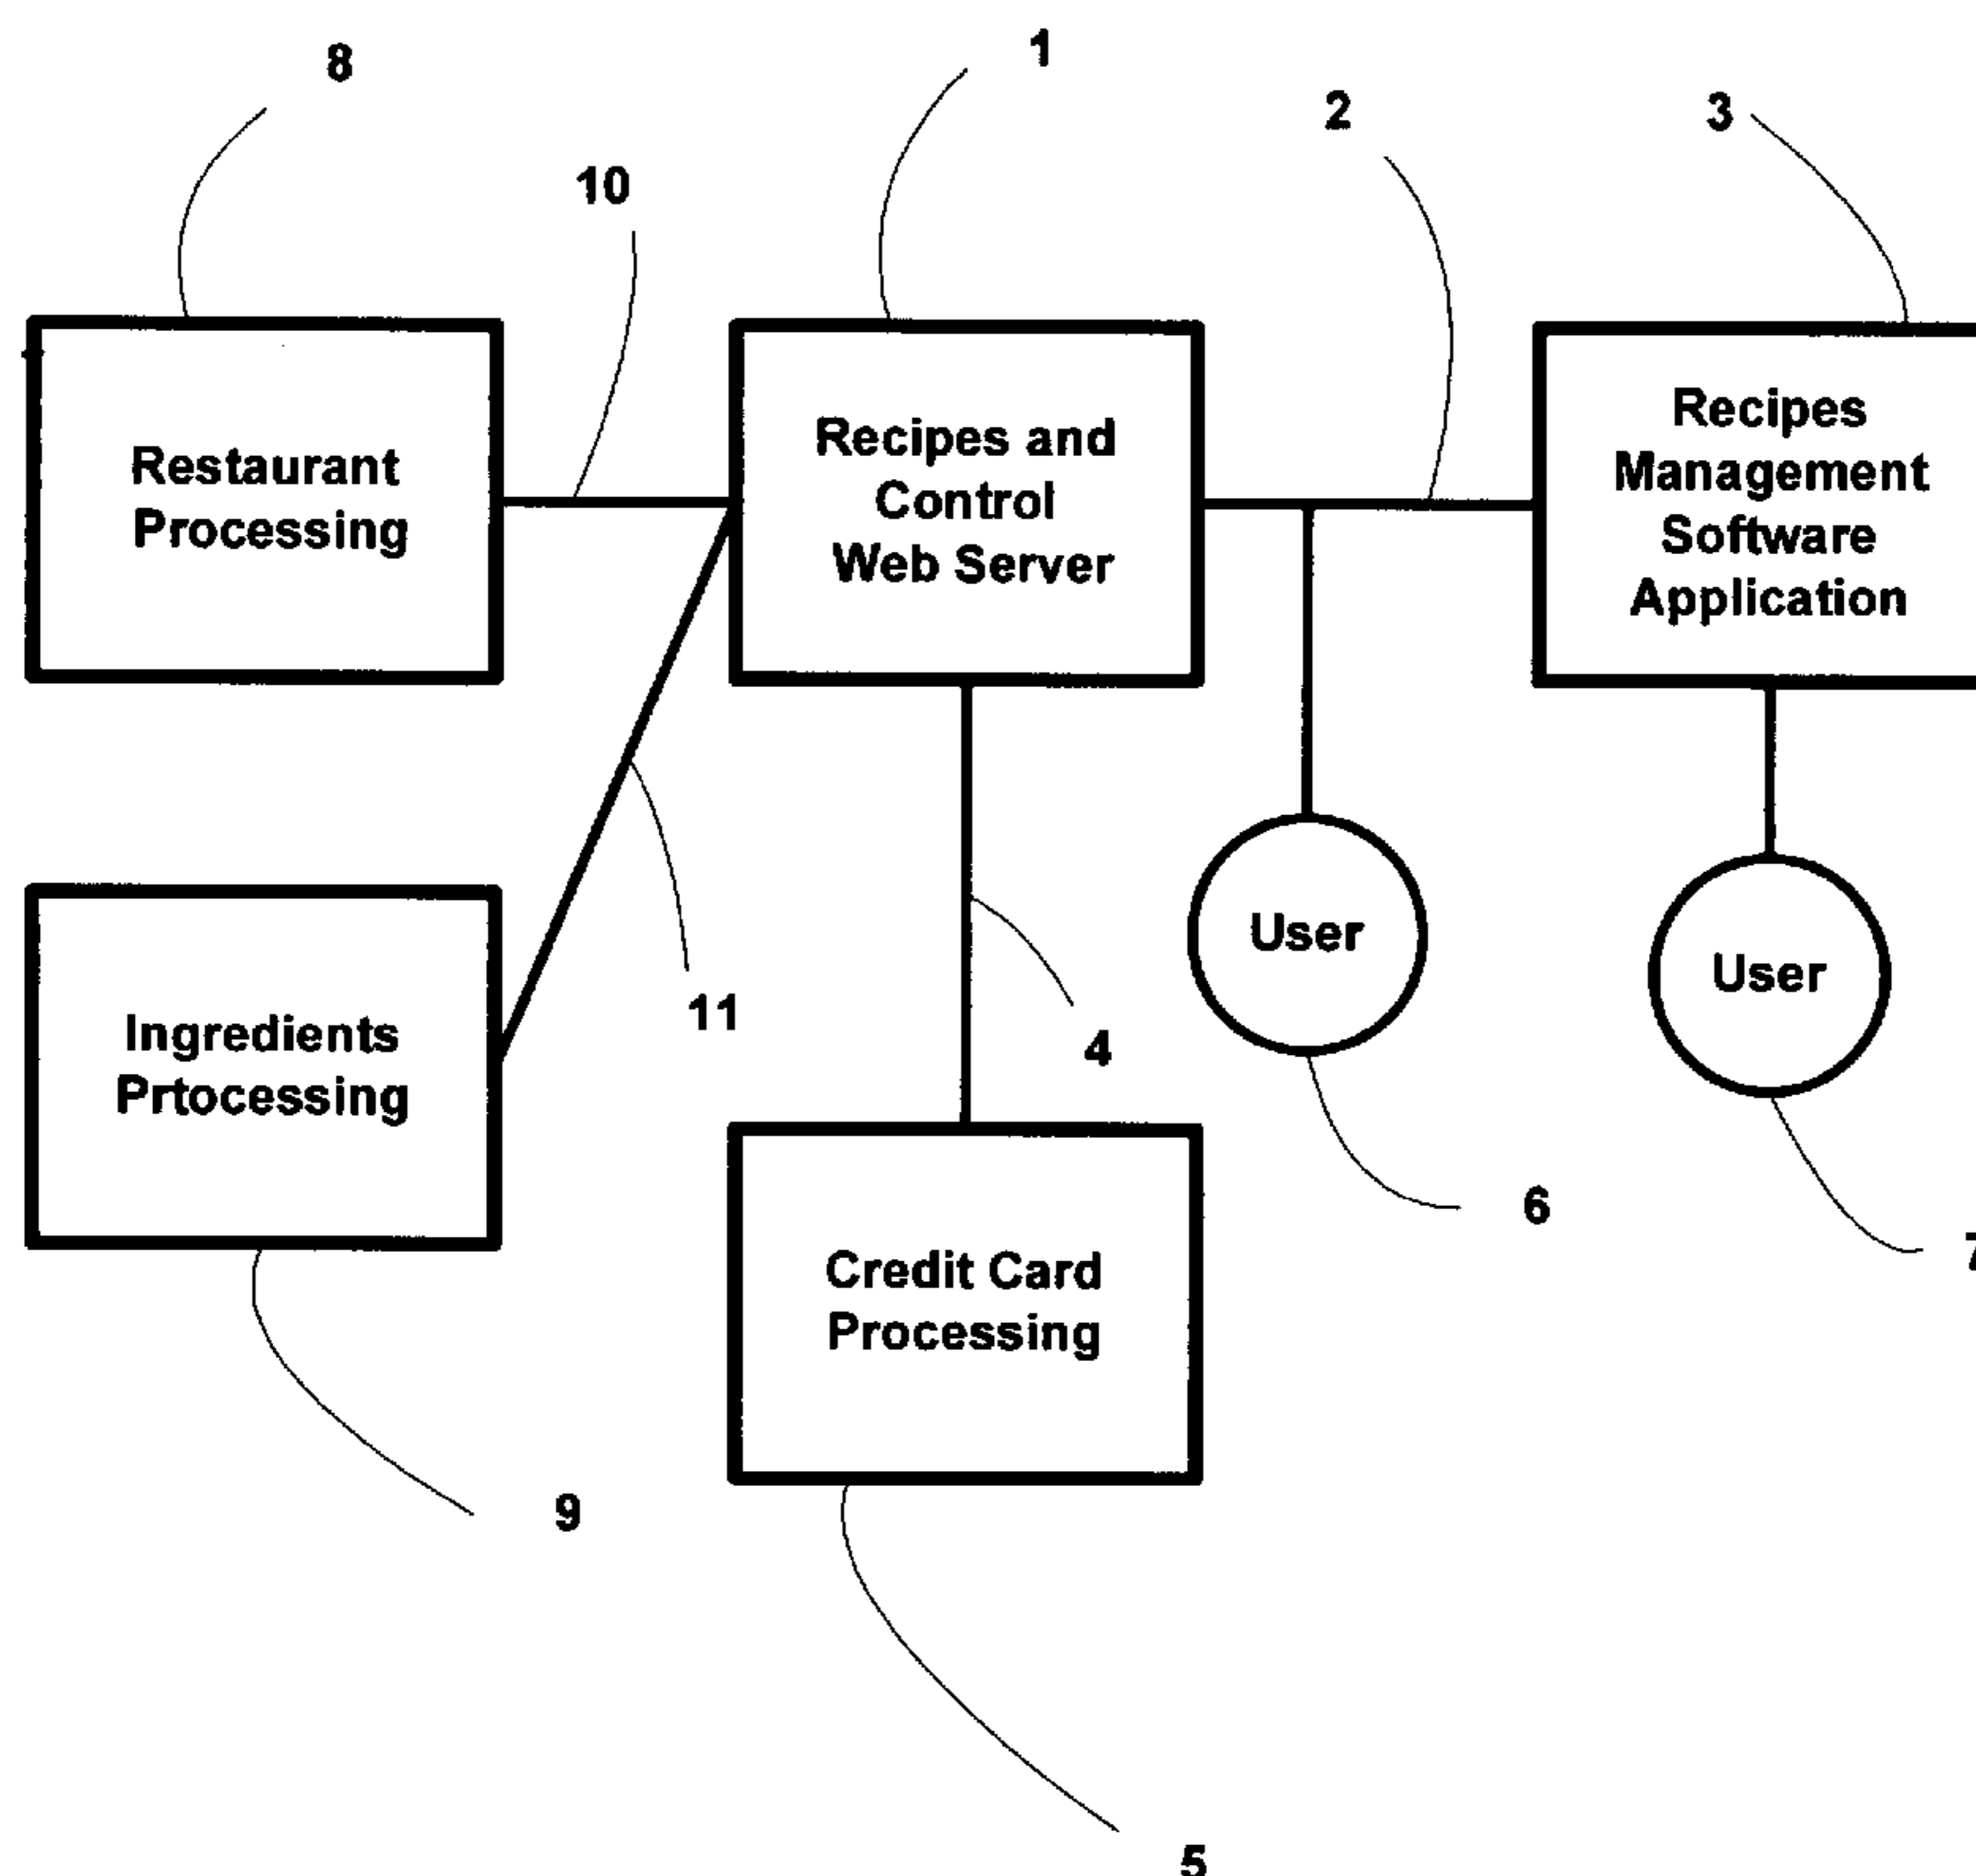 8
1
2
3
10
Restaurant
Processing
Recipes and
Control
Web Server
Recipes
Management
Software
Application
User
User
11
4
Ingredients
Prtocessing
6
7
Credit Card
Processing
9
5